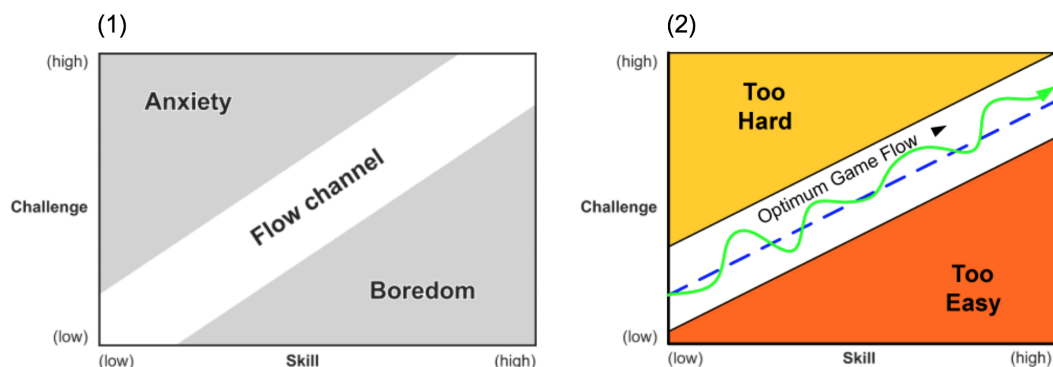 (1)
(high)
Anxiety
Challenge
Flow channel
Boredom
(low)
(low)
Skill
(high)
(2)
(high)
Too
Hard
Optimum Game Flow
Challenge
Too
Easy
(low)
(low)
Skill
(high)